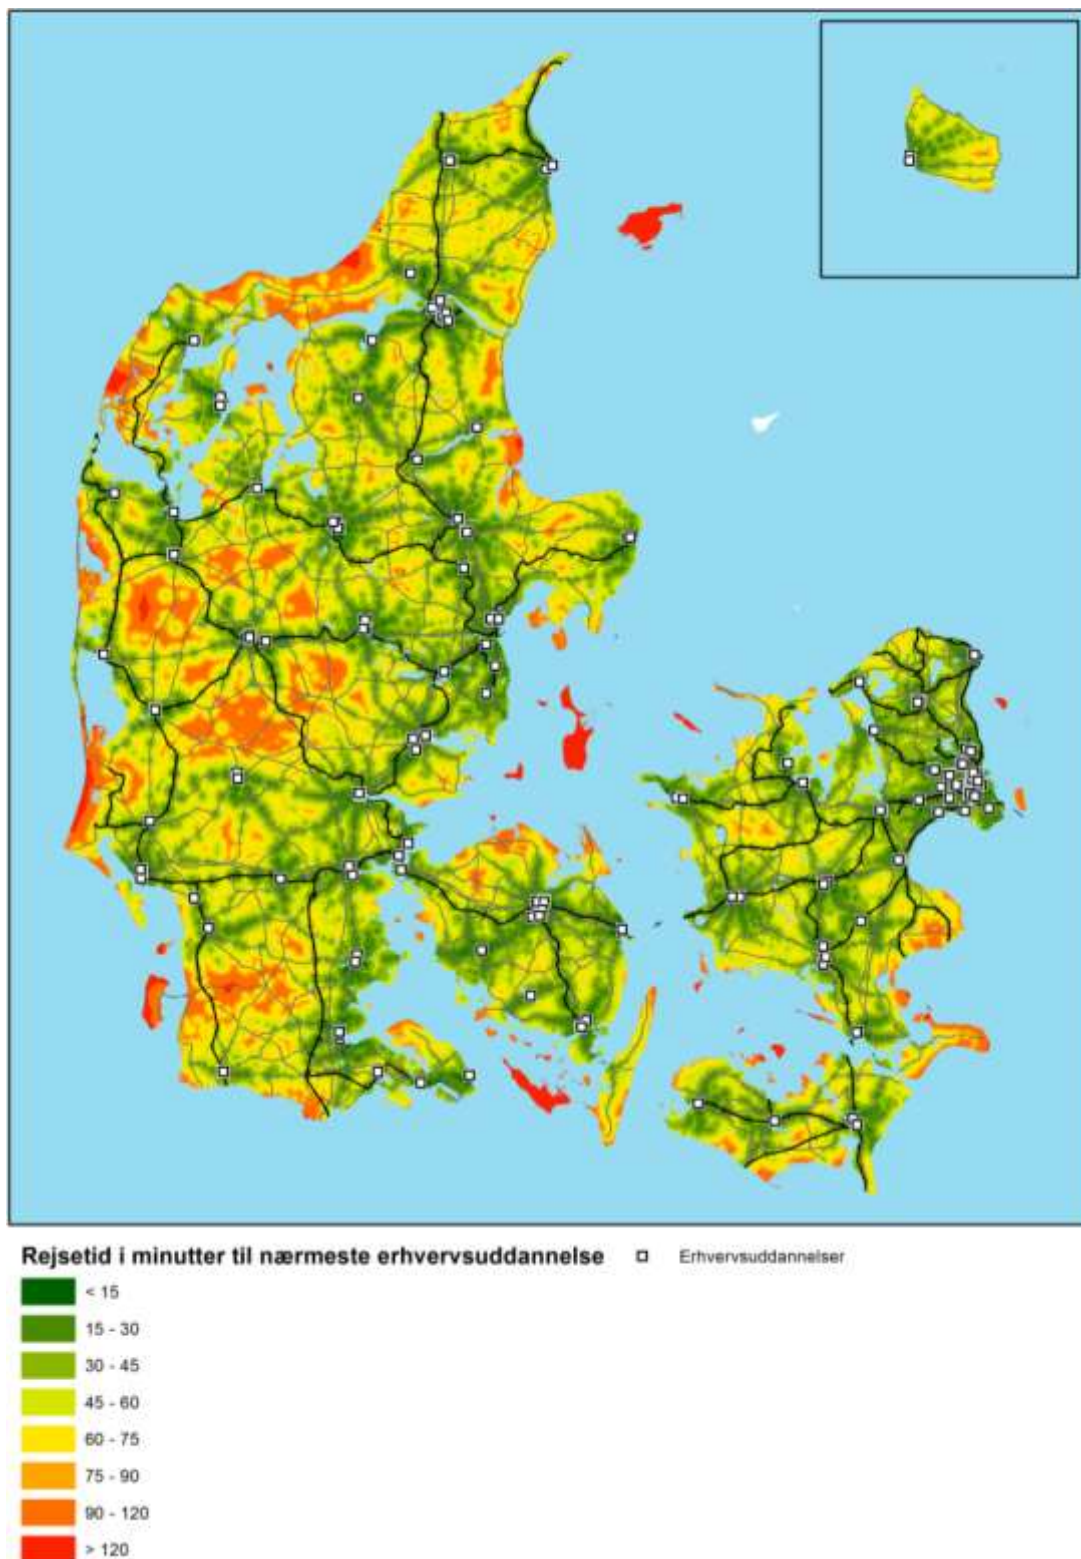 Rejsetid i minutter til nærmeste erhvervsuddannelse
Erhvervsuddannelser
< 15
15 - 30
30 - 45
45 - 60
60 - 75
75 - 90
90 - 120
> 120